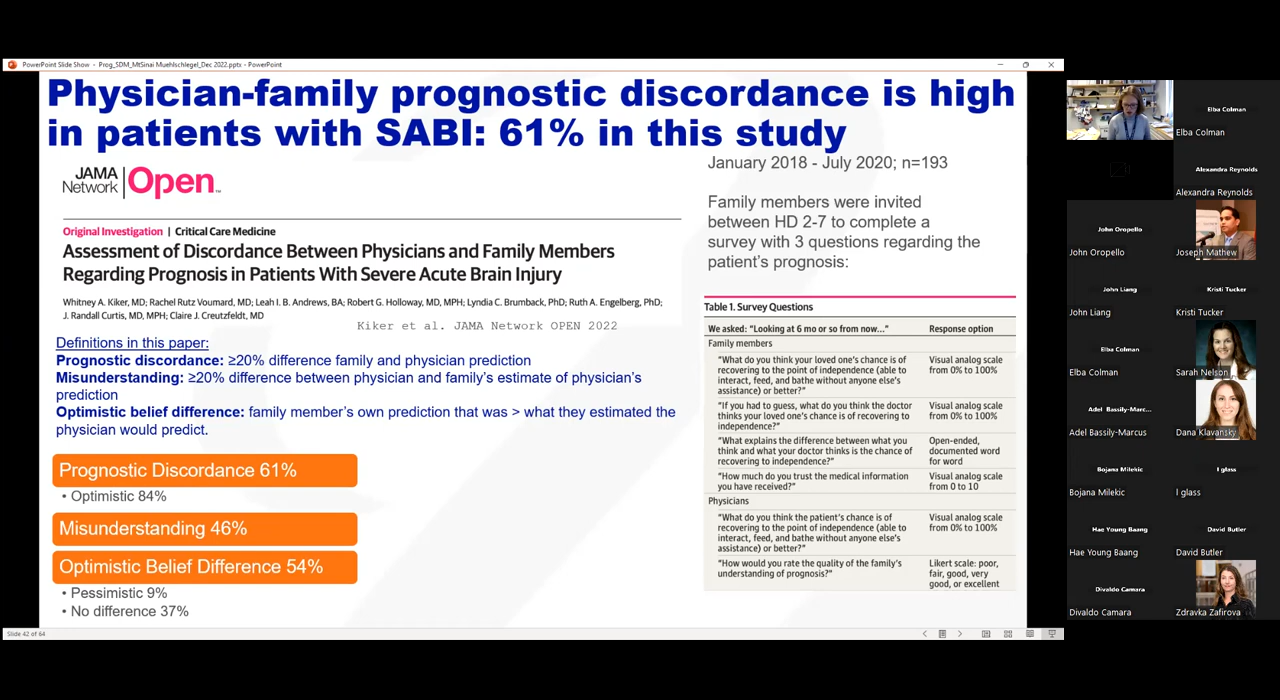 PowerPoint Slide Show - Prog_SDM_MtSinai Muehlschlegel_Dec 2022.pptx - PowerPoint
Physician-family prognostic discordance is high
in patients with SABI: 61% in this study
JAMA
Network
Open™
January 2018 - July 2020; n=193
Family members were invited
between HD 2-7 to complete a
survey with 3 questions regarding the
patient's prognosis:
Original Investigation | Critical Care Medicine
Assessment of Discordance Between Physicians and Family Members
Regarding Prognosis in Patients With Severe Acute Brain Injury
Whitney A. Kiker, MD; Rachel Rutz Voumard, MD; Leah I. B. Andrews, BA; Robert G. Holloway, MD, MPH; Lyndia C. Brumback, PhD; Ruth A. Engelberg, PhD;
J. Randall Curtis, MD, MPH; Claire J. Creutzfeldt, MD
Kiker et al. JAMA Network OPEN 2022
Definitions in this paper:
Prognostic discordance: ≥20% difference family and physician prediction
Misunderstanding: ≥20% difference between physician and family's estimate of physician's
prediction
Optimistic belief difference: family member's own prediction that was > what they estimated the
physician would predict.
Prognostic Discordance 61%
• Optimistic 84%
Misunderstanding 46%
Optimistic Belief Difference 54%
• Pessimistic 9%
• No difference 37%
Table 1. Survey Questions
We asked: "Looking at 6 mo or so from now..." Response option
Family members
"What do you think your loved one's chance is of Visual analog scale
recovering to the point of independence (able to from 0% to 100%
interact, feed, and bathe without anyone else's
assistance) or better?"
"If you had to guess, what do you think the doctor Visual analog scale
thinks your loved one's chance is of recovering to from 0% to 100%
independence?"
"What explains the difference between what you Open-ended,
think and what your doctor thinks is the chance of documented word
recovering to independence?" for word
"How much do you trust the medical information Visual analog scale
you have received?" from 0 to 10
Physicians
"What do you think the patient's chance is of Visual analog scale
recovering to the point of independence (able to from 0% to 100%
interact, feed, and bathe without anyone else's
assistance) or better?"
"How would you rate the quality of the family's Likert scale: poor,
understanding of prognosis?" fair, good, very
good, or excellent
Slide 42 of 64
Elba Colman
Elba Colman
Alexandra Reynolds
Alexandra Reynolds
John Oropello
John Oropello
Joseph Mathew
John Liang
John Liang
Kristi Tucker
Kristi Tucker
Elba Colman
Elba Colman
Sarah Nelson
Adel Bassily-Marc...
Adel Bassily-Marcus
Dana Klavansky
Bojana Milekic
Bojana Milekic
l glass
l glass
Hae Young Baang
Hae Young Baang
David Butler
David Butler
Divaldo Camara
Divaldo Camara
Zdravka Zafirova